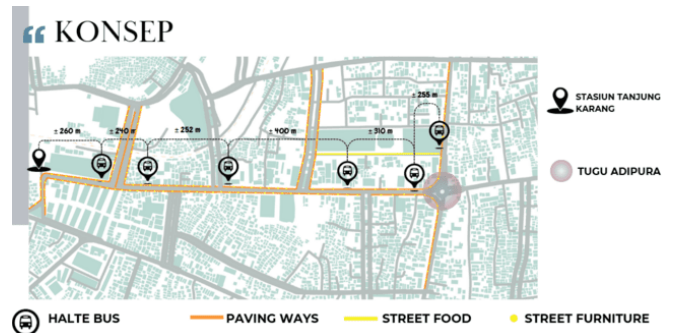 “ KONSEP
± 260 m
± 240 m
± 252 m
± 400 m
± 310 m
± 255 m
STASIUN TANJUNG
KARANG
TUGU ADIPURA
HALTE BUS
PAVING WAYS
STREET FOOD
STREET FURNITURE